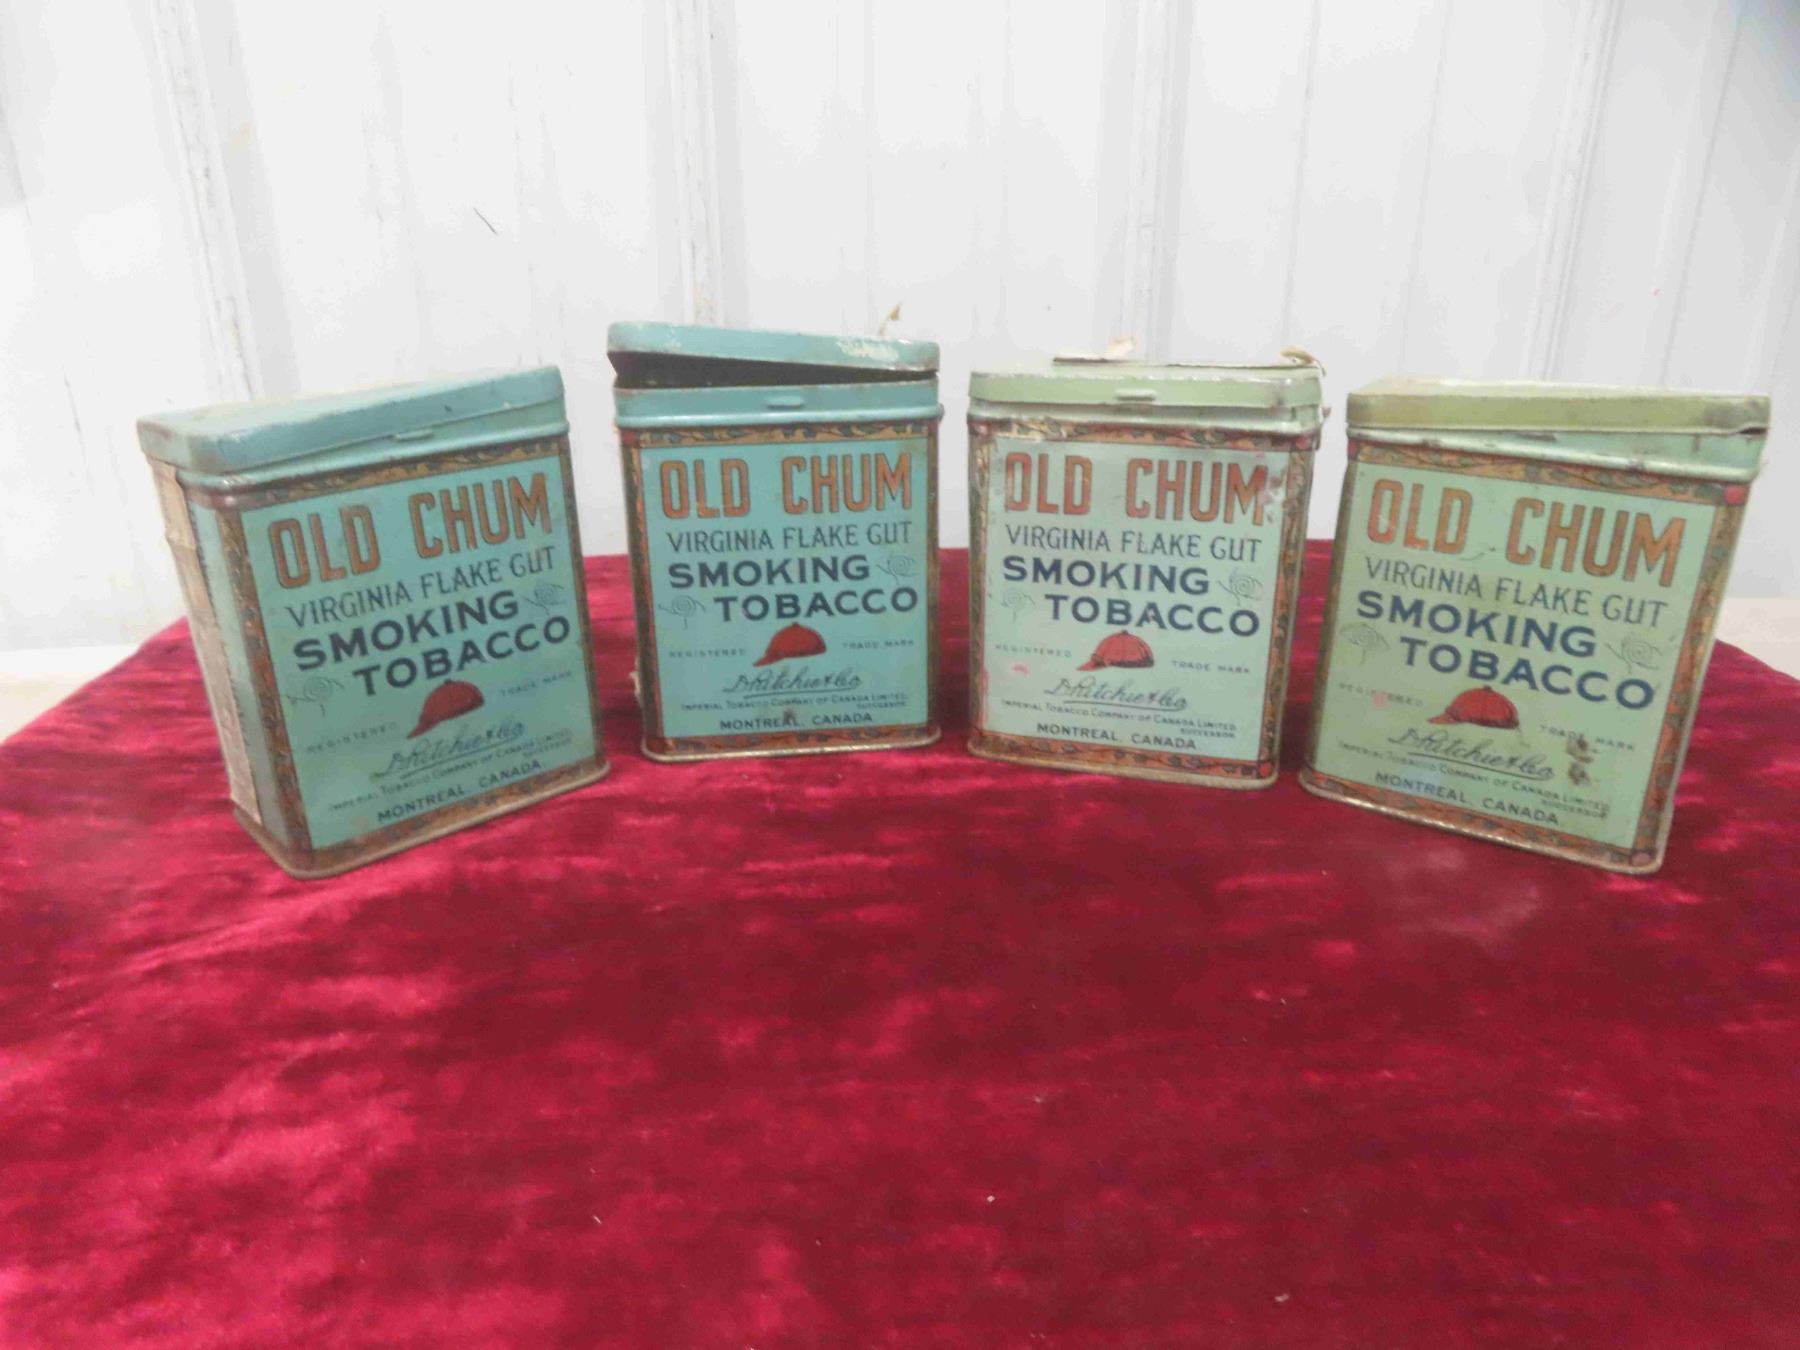 OLD CHUM
VIRGINIA FLAKE CUT
SMOKING
TOBACCO
REGISTERED TRADE MARK
D. Ritchie & Co
IMPERIAL TOBACCO COMPANY OF CANADA LIMITED
SUCCESSOR
MONTREAL, CANADA
OLD CHUM
VIRGINIA FLAKE CUT
SMOKING
TOBACCO
REGISTERED TRADE MARK
D. Ritchie & Co
IMPERIAL TOBACCO COMPANY OF CANADA LIMITED
SUCCESSOR
MONTREAL, CANADA
OLD CHUM
VIRGINIA FLAKE CUT
SMOKING
TOBACCO
REGISTERED TRADE MARK
D. Ritchie & Co
IMPERIAL TOBACCO COMPANY OF CANADA LIMITED
SUCCESSOR
MONTREAL, CANADA
OLD CHUM
VIRGINIA FLAKE CUT
SMOKING
TOBACCO
REGISTERED TRADE MARK
D. Ritchie & Co
IMPERIAL TOBACCO COMPANY OF CANADA LIMITED
SUCCESSOR
MONTREAL, CANADA